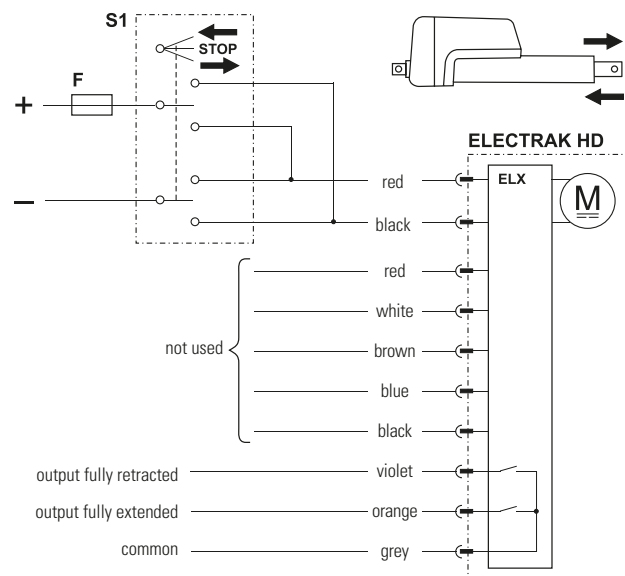 S1
STOP
F
+
−
ELECTRAK HD
ELX
M
red
black
red
white
not used
brown
blue
black
output fully retracted
violet
output fully extended
orange
common
grey